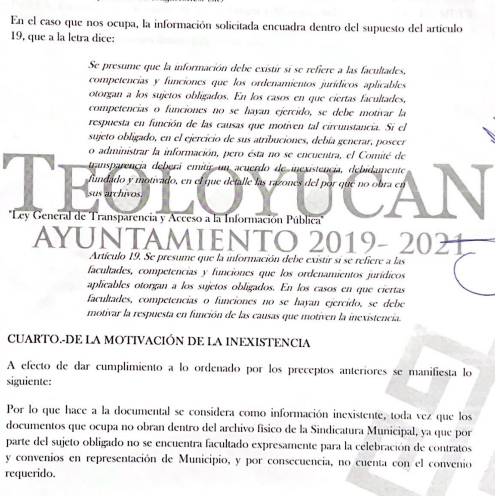 En el caso que nos ocupa, la información solicitada encuadra dentro del supuesto del artículo
19, que a la letra dice:
Se presume que la información debe existir si se refiere a las facultades,
competencias y funciones que los ordenamientos jurídicos aplicables
otorgan a los sujetos obligados. En los casos en que ciertas facultades,
competencias o funciones no se hayan ejercido, se debe motivar la
respuesta en función de las causas que motiven tal circunstancia. Si el
sujeto obligado, en el ejercicio de sus atribuciones, debía generar, poseer
o administrar la información, pero ésta no se encuentra, el Comité de
transparencia deberá emitir un acuerdo de inexistencia, debidamente
fundado y motivado, en el que detalle las razones del por que no obra en
sus archivos.
TEOLOYUCAN
"Ley General de Transparencia y Acceso a la Información Pública"
AYUNTAMIENTO 2019- 2021
Artículo 19. Se presume que la información debe existir si se refiere a las
facultades, competencias y funciones que los ordenamientos jurídicos
aplicables otorgan a los sujetos obligados. En los casos en que ciertas
facultades, competencias o funciones no se hayan ejercido, se debe
motivar la respuesta en función de las causas que motiven la inexistencia.
CUARTO.-DE LA MOTIVACIÓN DE LA INEXISTENCIA
A efecto de dar cumplimiento a lo ordenado por los preceptos anteriores se manifiesta lo
siguiente:
Por lo que hace a la documental se considera como información inexistente, toda vez que los
documentos que ocupa no obran dentro del archivo físico de la Sindicatura Municipal, ya que por
parte del sujeto obligado no se encuentra facultado expresamente para la celebración de contratos
y convenios en representación de Municipio, y por consecuencia, no cuenta con el convenio
requerido.